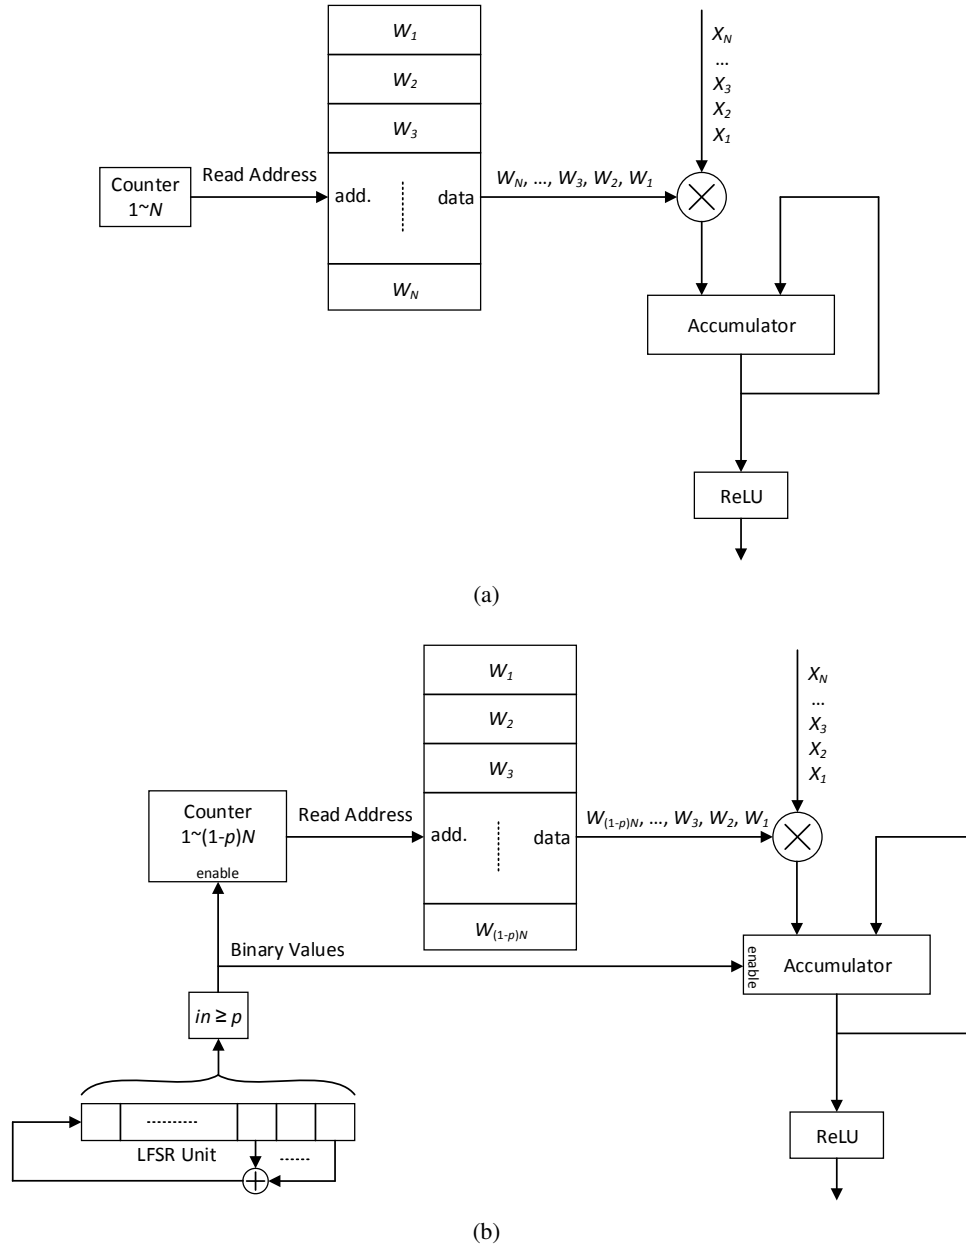 W1
W2
W3
WN
Counter
1~N
Read Address
add.
data
WN, ..., W3, W2, W1
XN
...
X3
X2
X1
Accumulator
ReLU
(a)
W1
W2
W3
W(1-p)N
Counter
1~(1-p)N
enable
Read Address
add.
data
W(1-p)N, ..., W3, W2, W1
XN
...
X3
X2
X1
Binary Values
enable
Accumulator
in ≥ p
LFSR Unit
ReLU
(b)